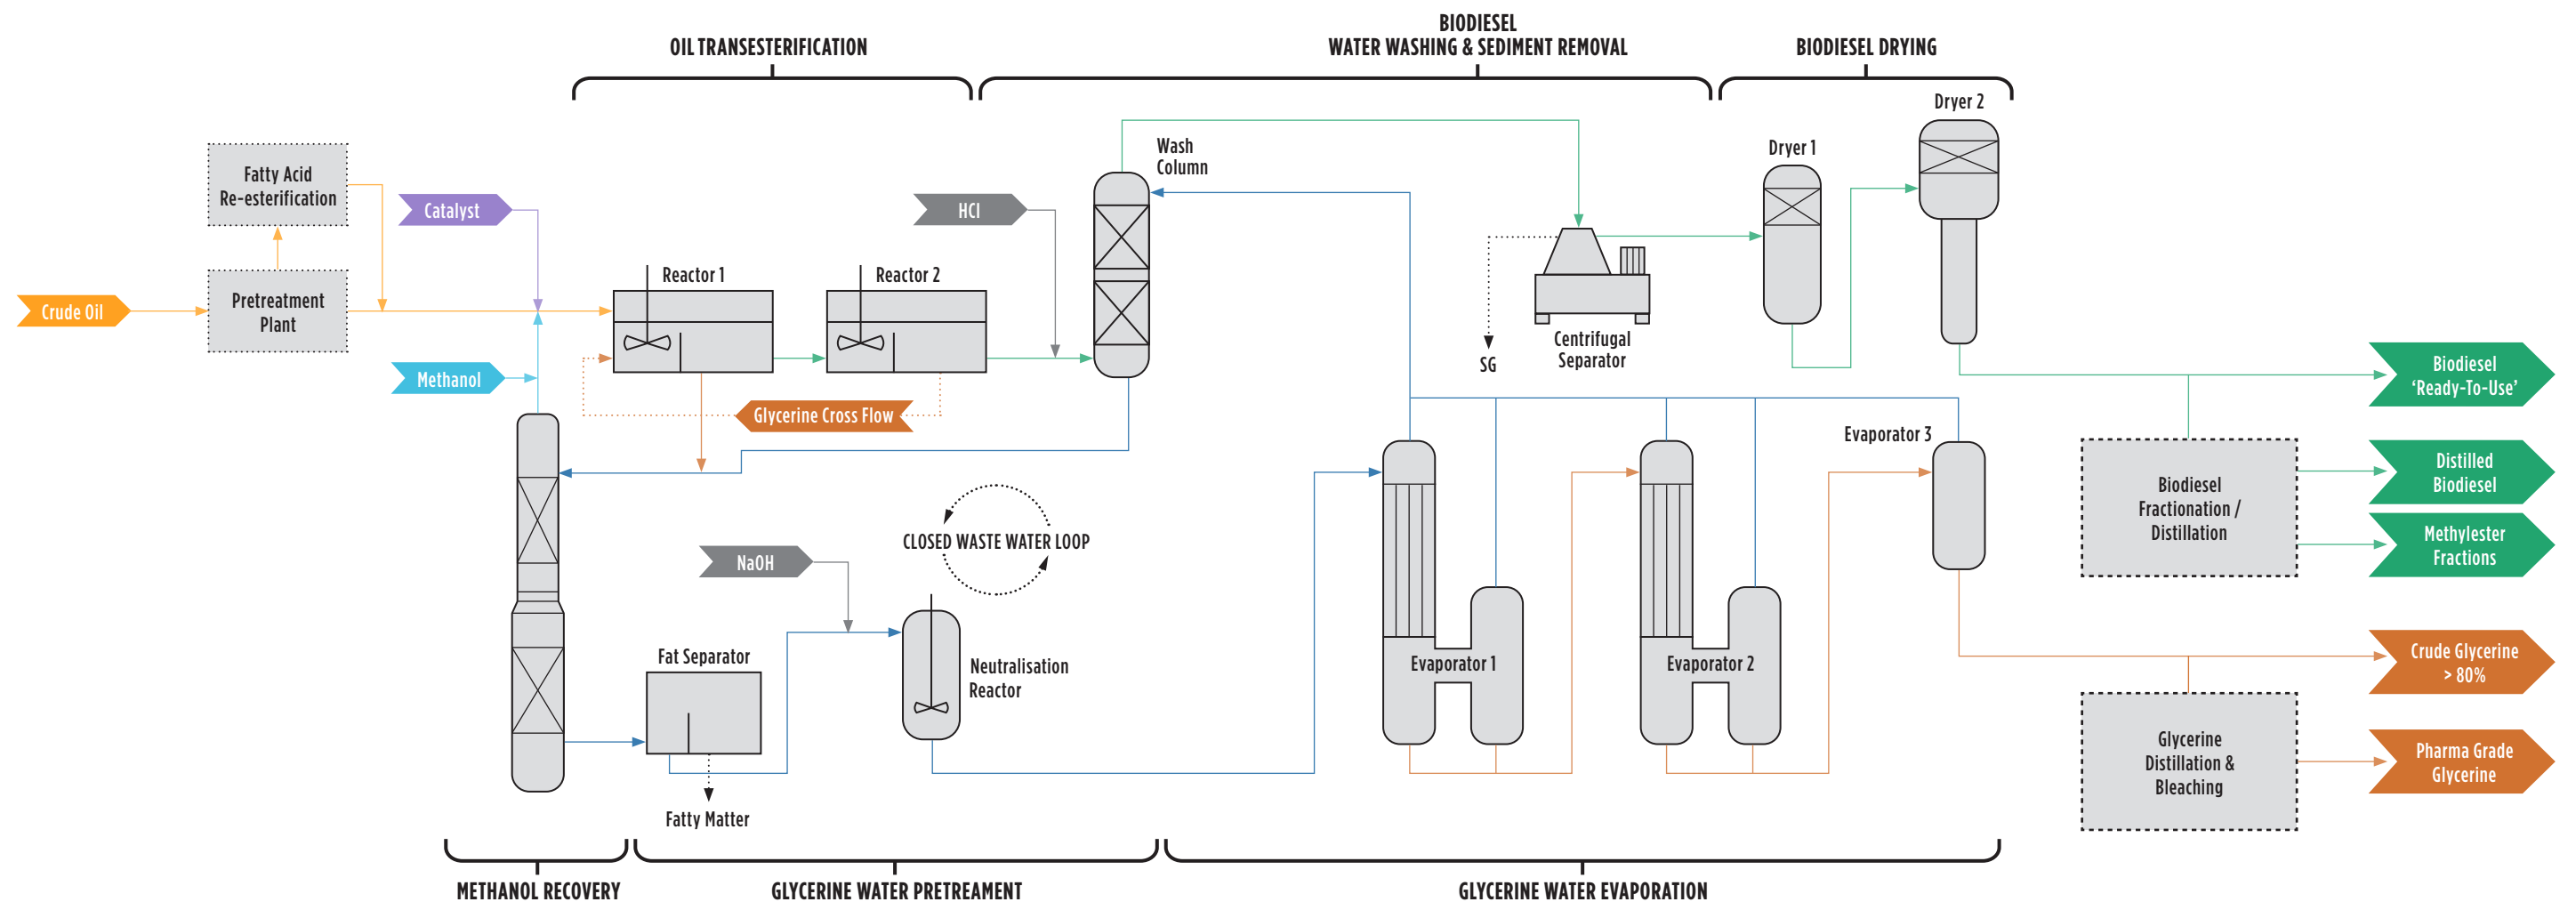 BIODIESEL
OIL TRANSESTERIFICATION
WATER WASHING & SEDIMENT REMOVAL
BIODIESEL DRYING
Dryer 2
Wash
Column
Dryer 1
Fatty Acid
Re-esterification
Catalyst
HCl
Reactor 1
Reactor 2
Crude Oil
Pretreatment
Plant
Centrifugal
Separator
SG
Methanol
Glycerine Cross Flow
Biodiesel
‘Ready-To-Use’
Evaporator 3
Distilled
Biodiesel
Biodiesel
Fractionation /
Distillation
Methylester
Fractions
CLOSED WASTE WATER LOOP
NaOH
Fat Separator
Neutralisation
Reactor
Evaporator 1
Evaporator 2
Crude Glycerine
> 80%
Glycerine
Distillation &
Bleaching
Pharma Grade
Glycerine
Fatty Matter
METHANOL RECOVERY
GLYCERINE WATER PRETREAMENT
GLYCERINE WATER EVAPORATION